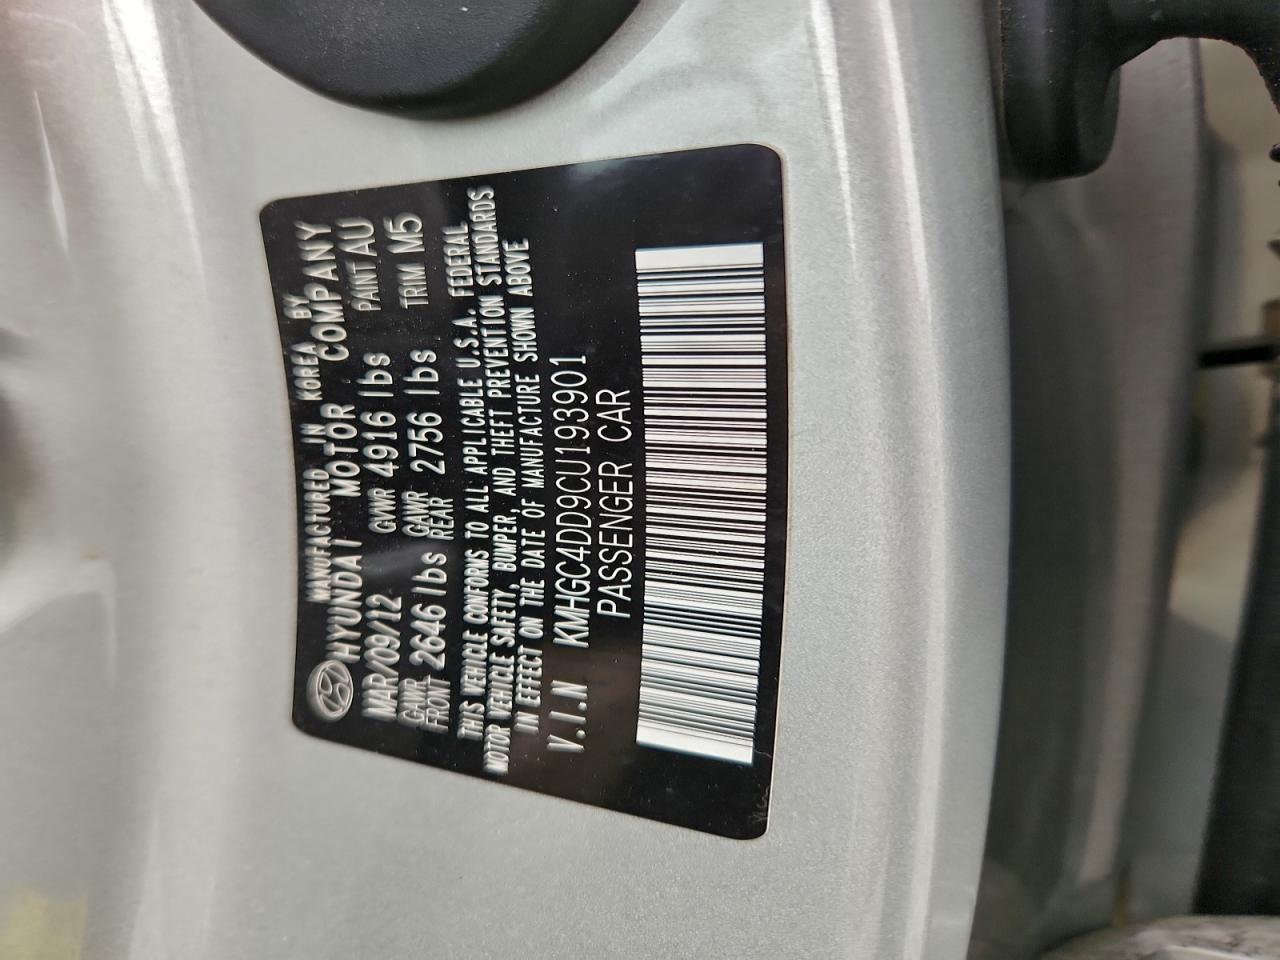 MANUFACTURED IN KOREA BY
HYUNDAI MOTOR COMPANY
MAR/09/12 GVWR 4916 lbs PAINT AU
GAWR FRONT 2646 lbs GAWR REAR 2756 lbs TRIM M5
THIS VEHICLE CONFORMS TO ALL APPLICABLE U.S.A. FEDERAL
MOTOR VEHICLE SAFETY, BUMPER, AND THEFT PREVENTION STANDARDS
IN EFFECT ON THE DATE OF MANUFACTURE SHOWN ABOVE
V.I.N KMHGC4DD9CU193901
PASSENGER CAR